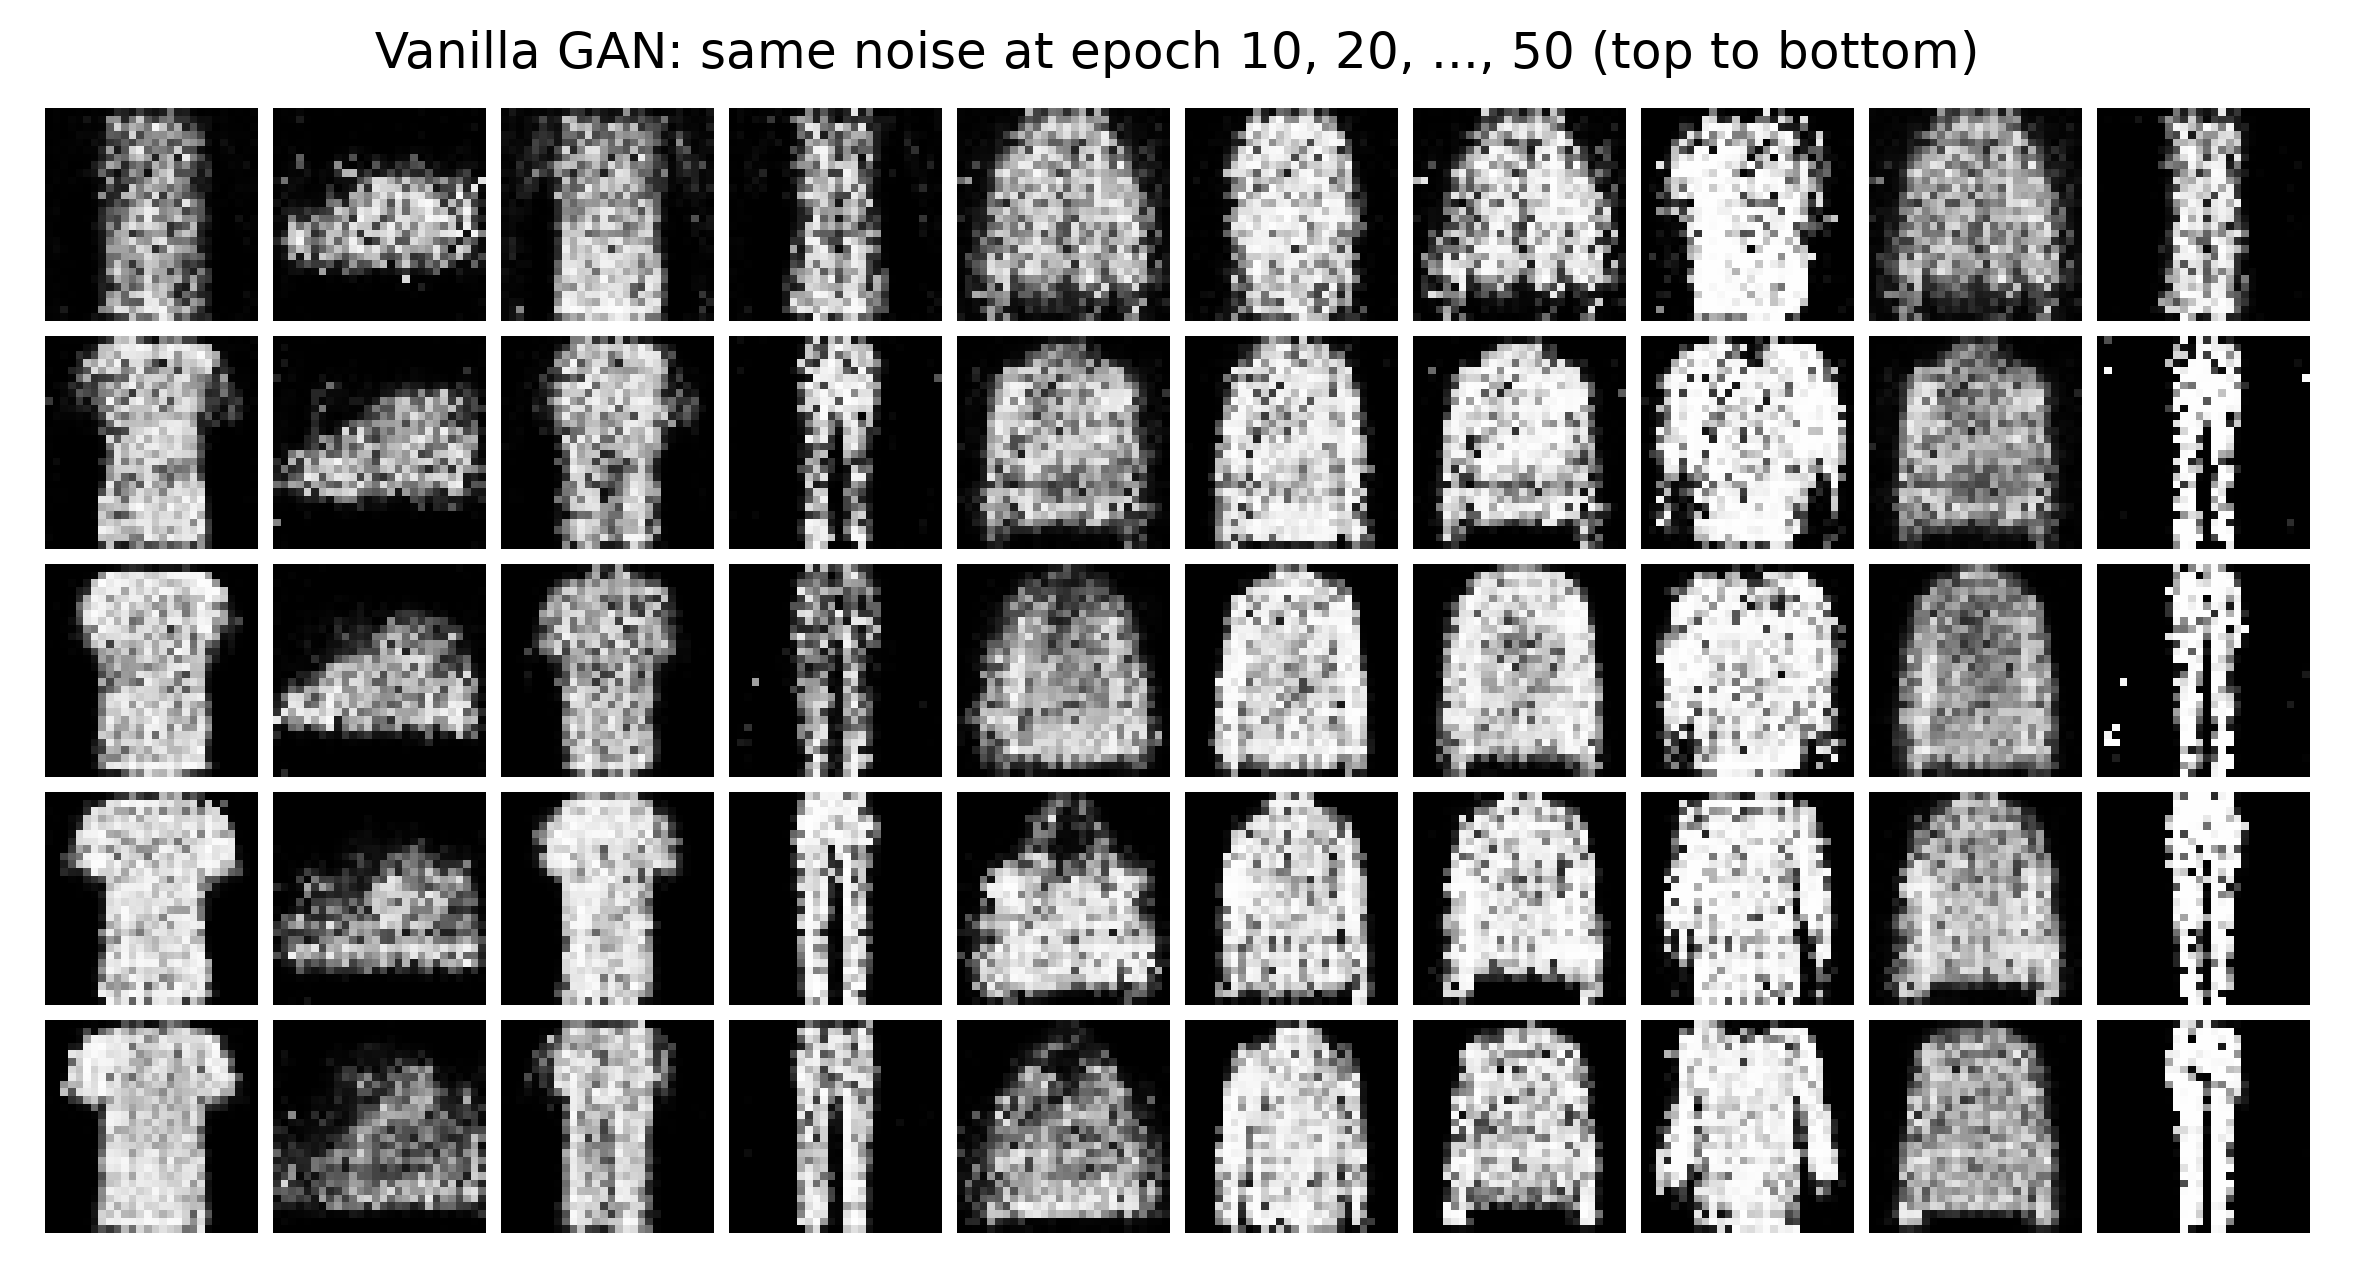 Vanilla GAN: same noise at epoch 10, 20, ..., 50 (top to bottom)